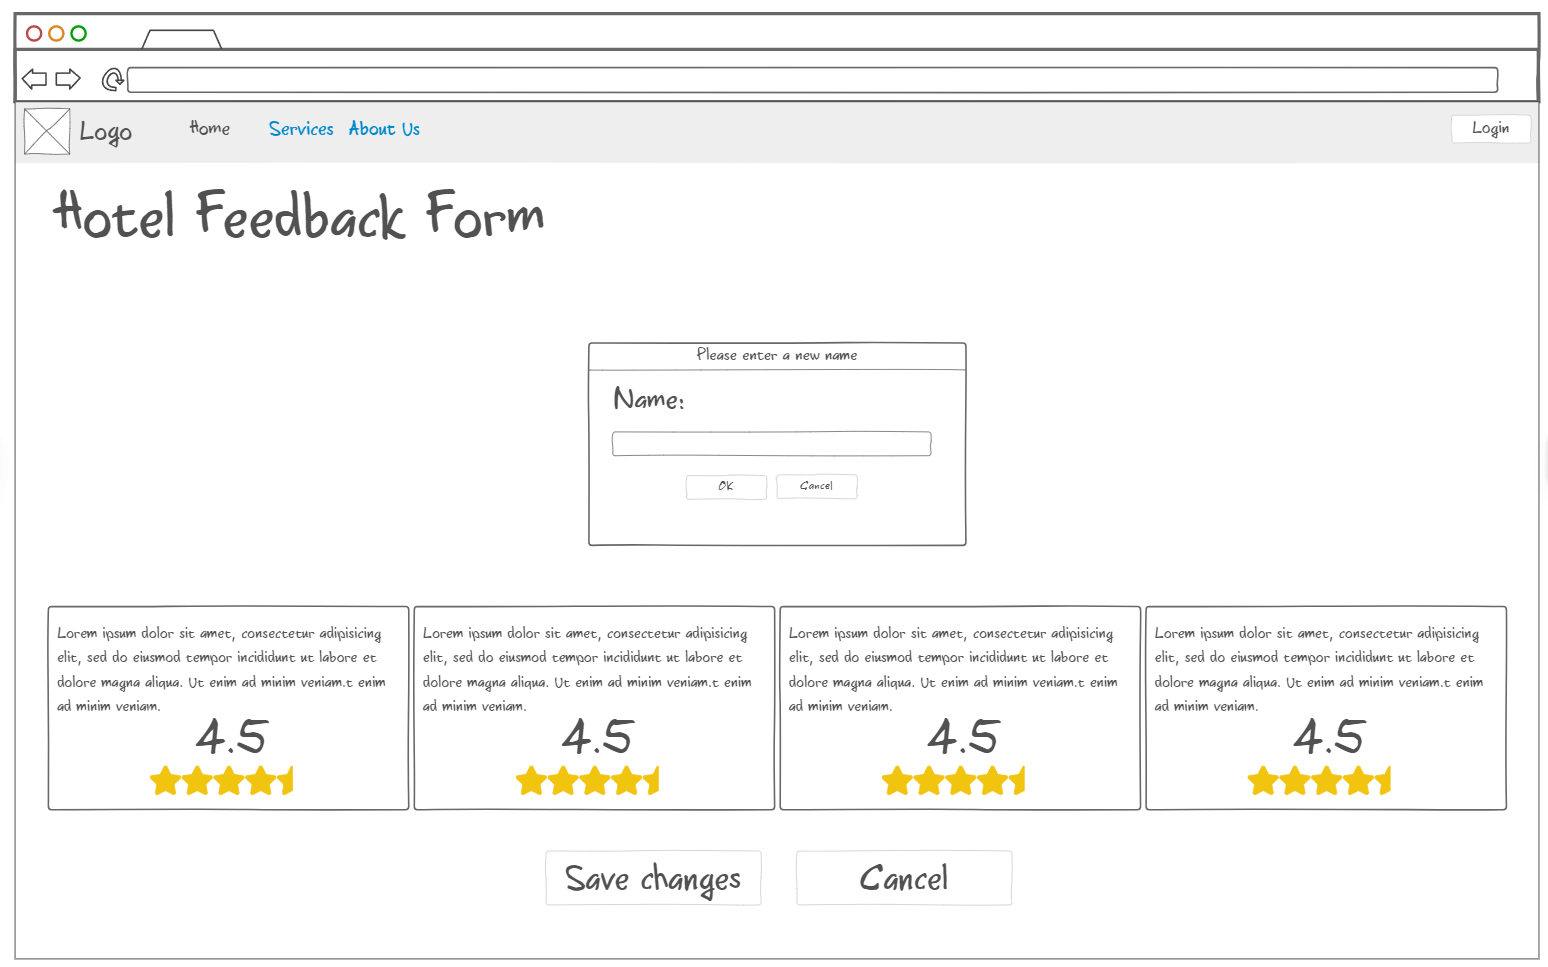 Logo
Home
Services
About Us
Login
Hotel Feedback Form
Please enter a new name
Name:
OK
Cancel
Lorem ipsum dolor sit amet, consectetur adipisicing
elit, sed do eiusmod tempor incididunt ut labore et
dolore magna aliqua. Ut enim ad minim veniam.t enim
ad minim veniam.
4.5
Lorem ipsum dolor sit amet, consectetur adipisicing
elit, sed do eiusmod tempor incididunt ut labore et
dolore magna aliqua. Ut enim ad minim veniam.t enim
ad minim veniam.
4.5
Lorem ipsum dolor sit amet, consectetur adipisicing
elit, sed do eiusmod tempor incididunt ut labore et
dolore magna aliqua. Ut enim ad minim veniam.t enim
ad minim veniam.
4.5
Lorem ipsum dolor sit amet, consectetur adipisicing
elit, sed do eiusmod tempor incididunt ut labore et
dolore magna aliqua. Ut enim ad minim veniam.t enim
ad minim veniam.
4.5
Save changes
Cancel